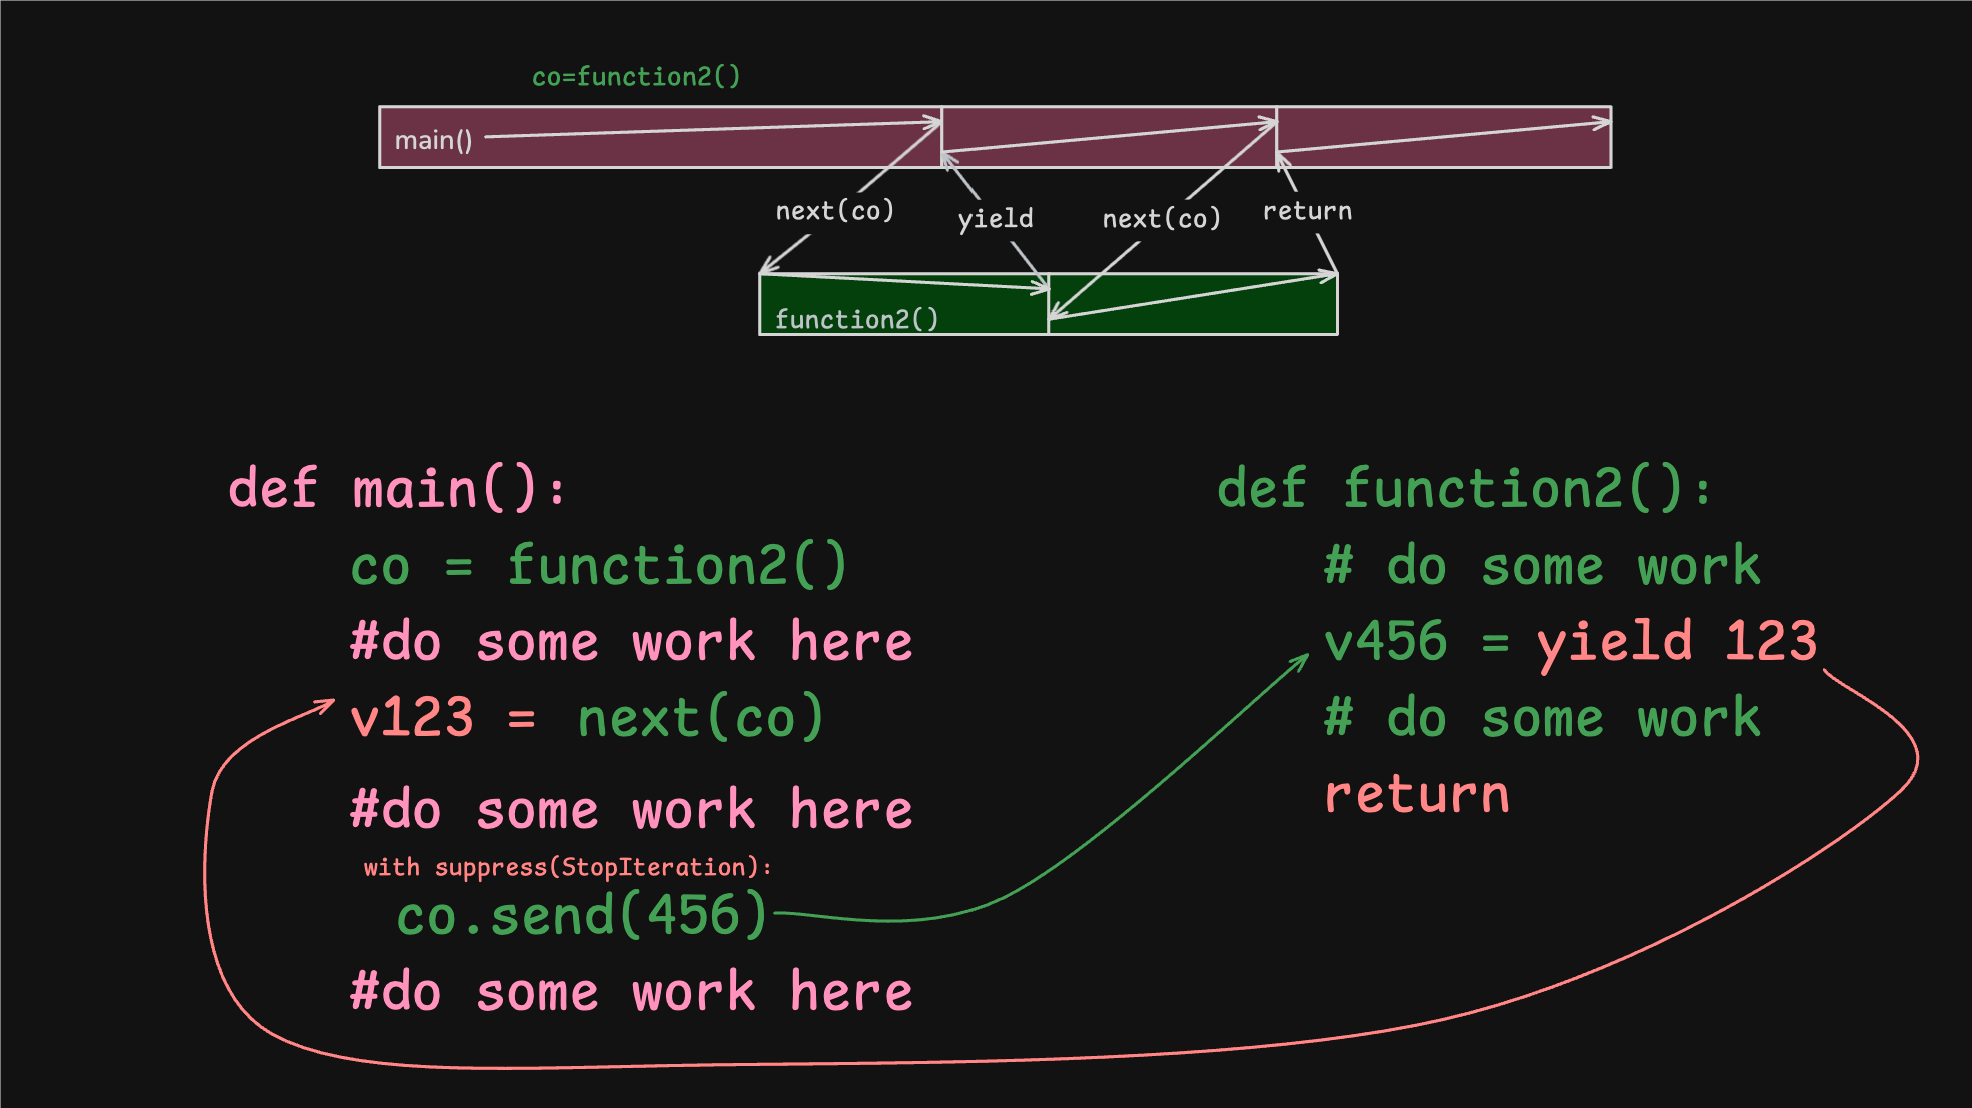 co=function2()
main()
next(co)
yield
next(co)
return
function2()
def main():
co = function2()
#do some work here
v123 = next(co)
#do some work here
with suppress(StopIteration):
co.send(456)
#do some work here
def function2():
# do some work
v456 = yield 123
# do some work
return